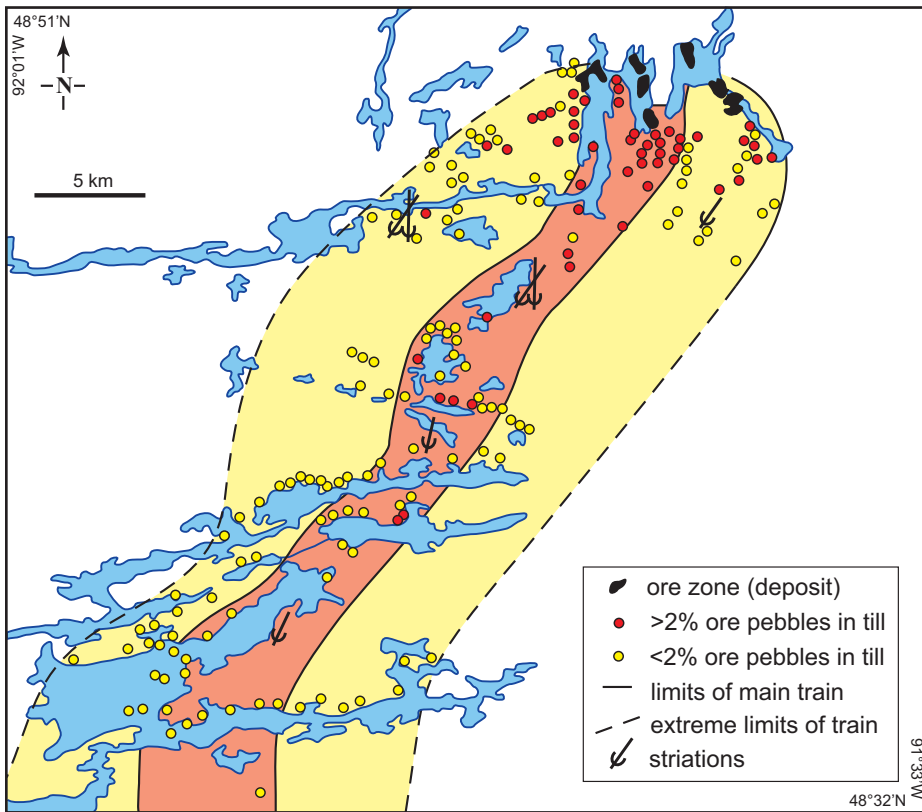 48°51'N
92°01'W
N
5 km
ore zone (deposit)
>2% ore pebbles in till
<2% ore pebbles in till
limits of main train
extreme limits of train
striations
91°33'W
48°32'N